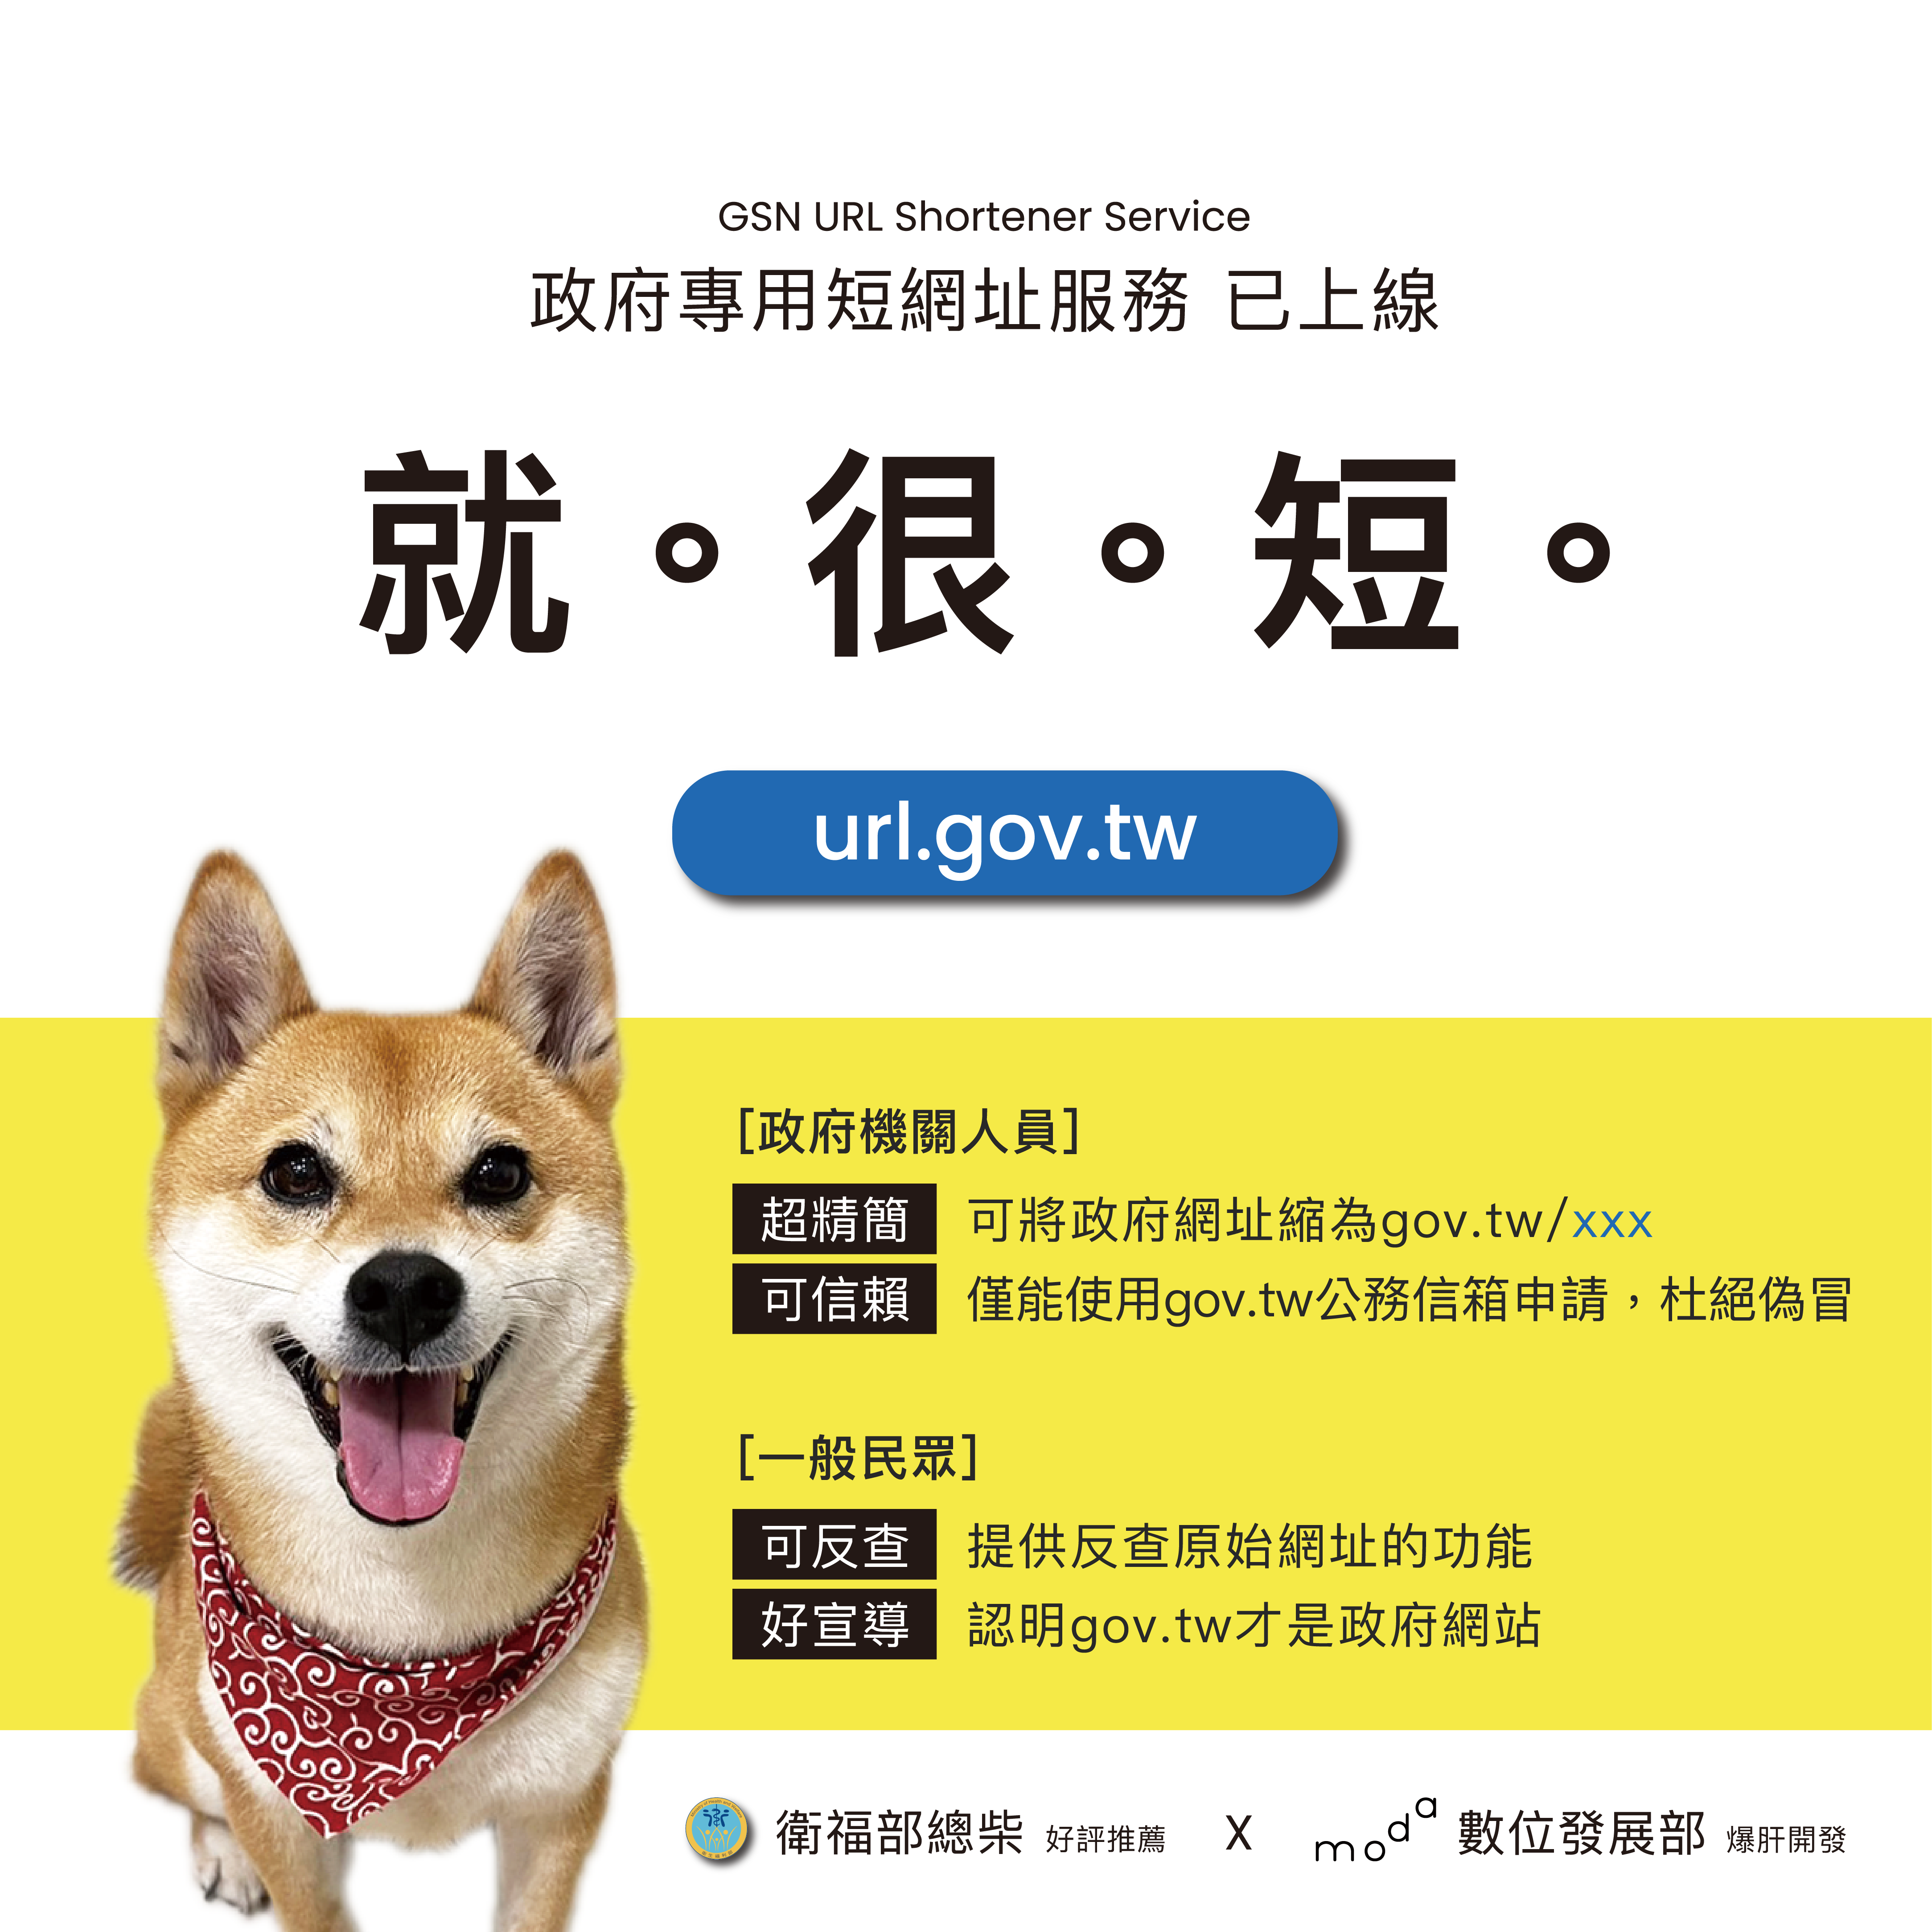 GSN URL Shortener Service
政府專用短網址服務 已上線
就。很。短。
url.gov.tw
[政府機關人員]
超精簡 可將政府網址縮為gov.tw/xxx
可信賴 僅能使用gov.tw公務信箱申請，杜絕偽冒
[一般民眾]
可反查 提供反查原始網址的功能
好宣導 認明gov.tw才是政府網站
衛福部總柴 好評推薦 X moda 數位發展部 爆肝開發